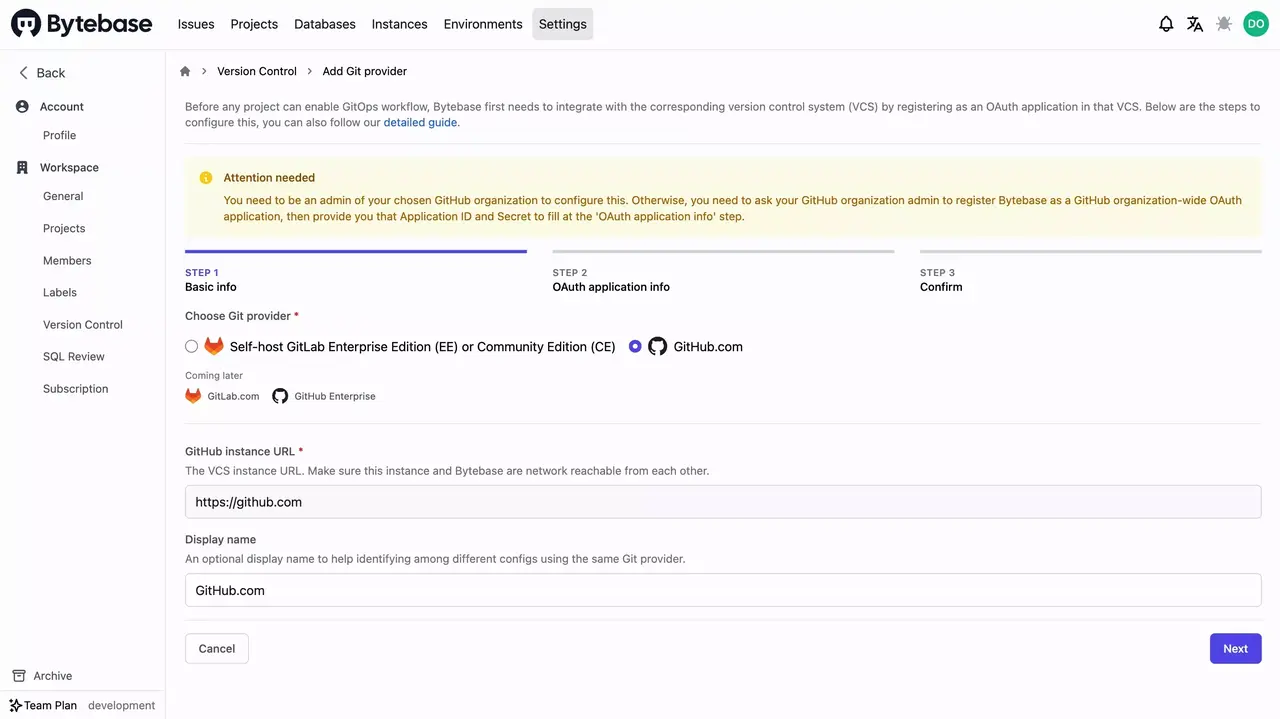 Bytebase
Issues Projects Databases Instances Environments Settings
DO
Back
Account
Profile
Workspace
General
Projects
Members
Labels
Version Control
SQL Review
Subscription
Archive
Team Plan development
Version Control Add Git provider
Before any project can enable GitOps workflow, Bytebase first needs to integrate with the corresponding version control system (VCS) by registering as an OAuth application in that VCS. Below are the steps to
configure this, you can also follow our detailed guide.
Attention needed
You need to be an admin of your chosen GitHub organization to configure this. Otherwise, you need to ask your GitHub organization admin to register Bytebase as a GitHub organization-wide OAuth
application, then provide you that Application ID and Secret to fill at the 'OAuth application info' step.
STEP 1
Basic info
STEP 2
OAuth application info
STEP 3
Confirm
Choose Git provider *
Self-host GitLab Enterprise Edition (EE) or Community Edition (CE) GitHub.com
Coming later
GitLab.com GitHub Enterprise
GitHub instance URL *
The VCS instance URL. Make sure this instance and Bytebase are network reachable from each other.
https://github.com
Display name
An optional display name to help identifying among different configs using the same Git provider.
GitHub.com
Cancel Next